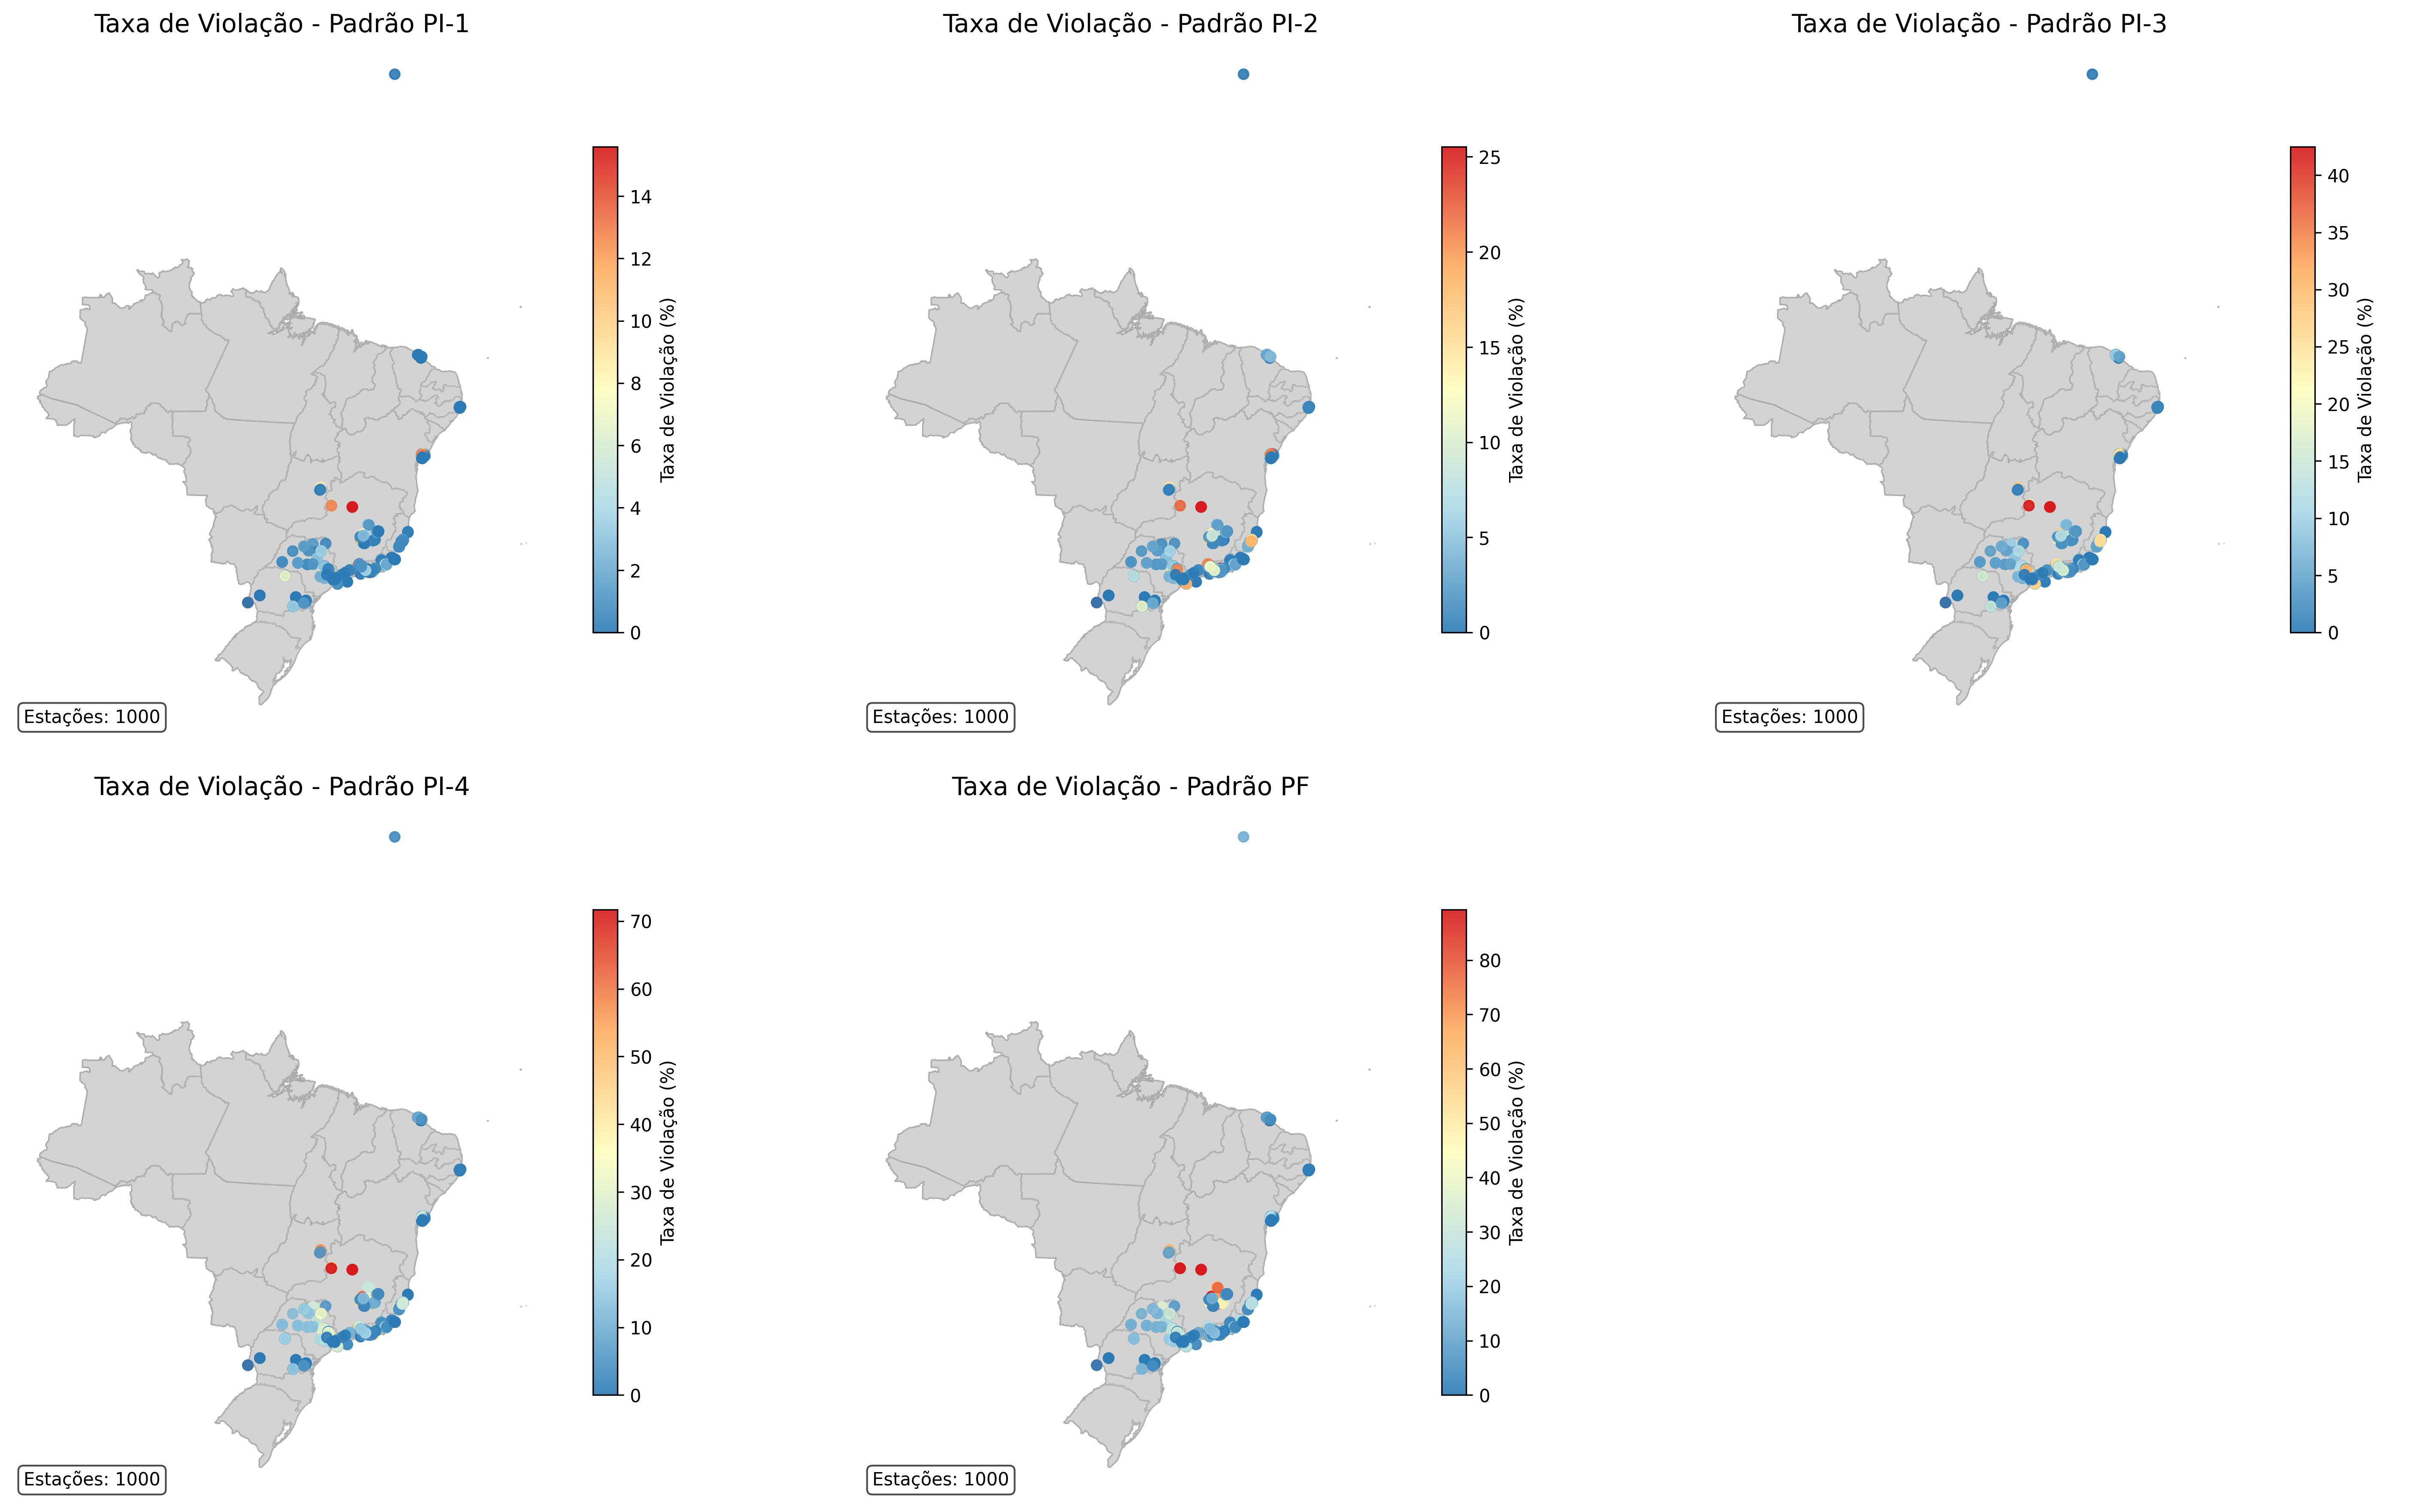 Taxa de Violação - Padrão PI-1
14
12
10
8
6
4
2
0
Taxa de Violação (%)
Estações: 1000
Taxa de Violação - Padrão PI-2
25
20
15
10
5
0
Taxa de Violação (%)
Estações: 1000
Taxa de Violação - Padrão PI-3
40
35
30
25
20
15
10
5
0
Taxa de Violação (%)
Estações: 1000
Taxa de Violação - Padrão PI-4
70
60
50
40
30
20
10
0
Taxa de Violação (%)
Estações: 1000
Taxa de Violação - Padrão PF
80
70
60
50
40
30
20
10
0
Taxa de Violação (%)
Estações: 1000